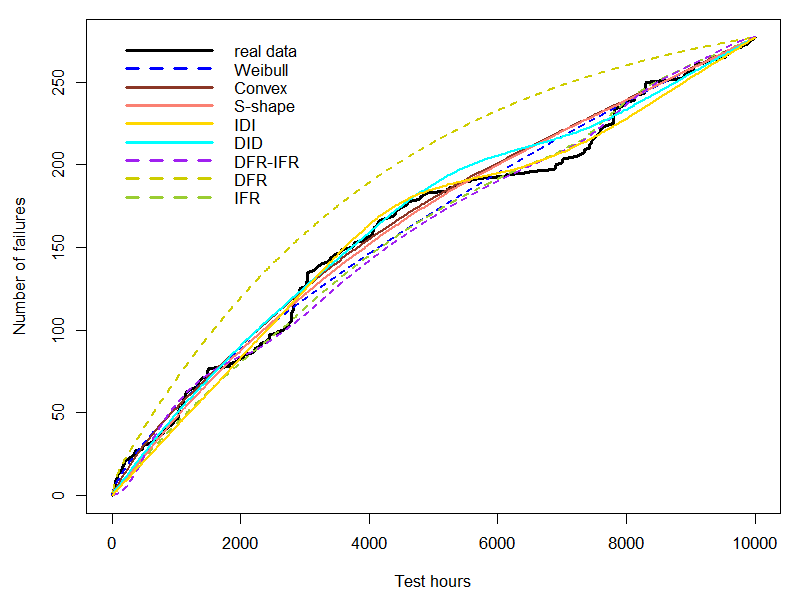 real data
Weibull
Convex
S-shape
IDI
DID
DFR-IFR
DFR
IFR
Number of failures
250
200
150
100
50
0
0 2000 4000 6000 8000 10000
Test hours